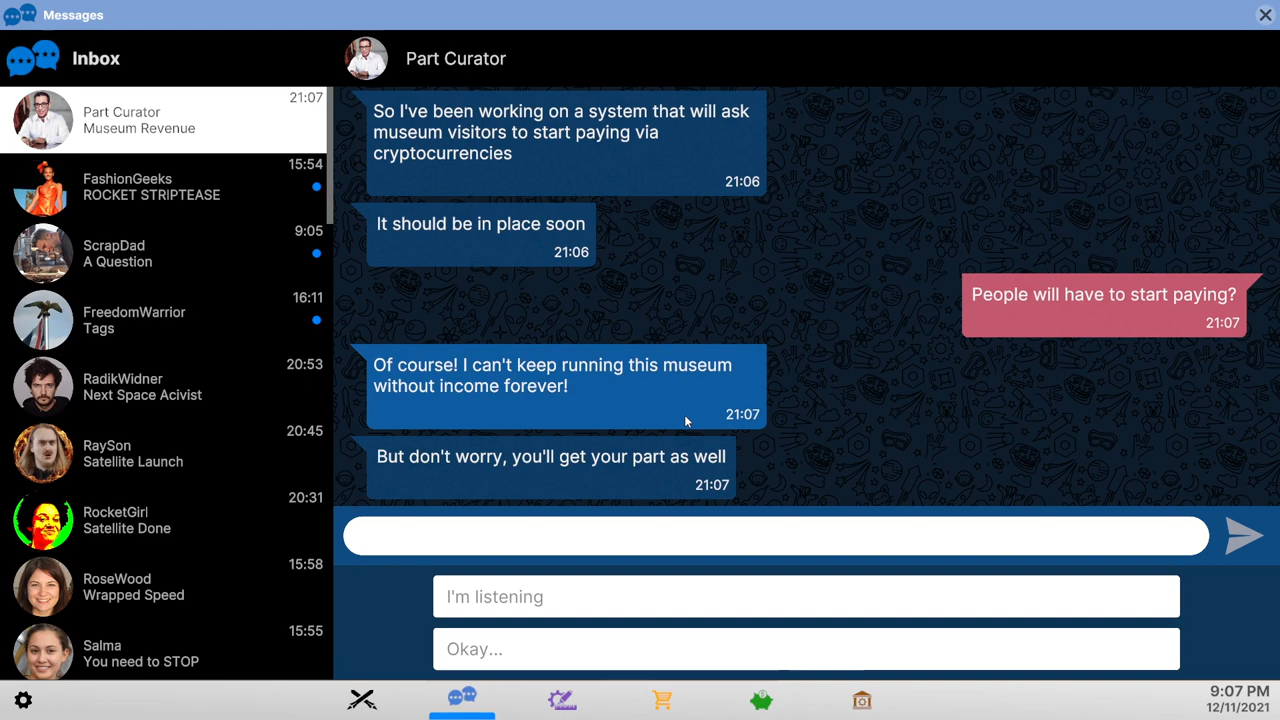 Messages
Inbox
Part Curator
21:07
Part Curator
Museum Revenue
15:54
FashionGeeks
ROCKET STRIPTEASE
9:05
ScrapDad
A Question
16:11
FreedomWarrior
Tags
20:53
RadikWidner
Next Space Acivist
20:45
RaySon
Satellite Launch
20:31
RocketGirl
Satellite Done
15:58
RoseWood
Wrapped Speed
15:55
Salma
You need to STOP
So I've been working on a system that will ask
museum visitors to start paying via
cryptocurrencies
21:06
It should be in place soon
21:06
People will have to start paying?
21:07
Of course! I can't keep running this museum
without income forever!
21:07
But don't worry, you'll get your part as well
21:07
I'm listening
Okay...
9:07 PM
12/11/2021